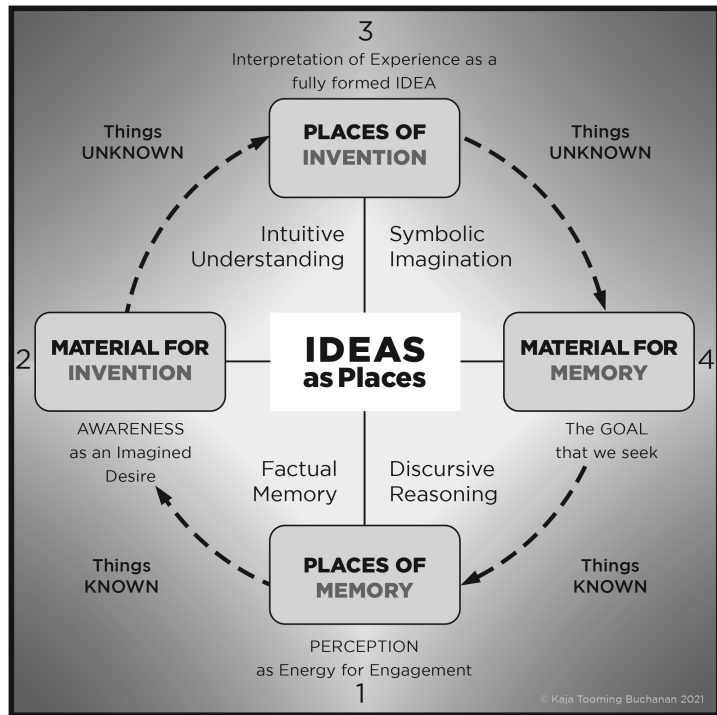 3
Interpretation of Experience as a
fully formed IDEA
PLACES OF
INVENTION
Things
UNKNOWN
Things
UNKNOWN
Intuitive
Understanding
Symbolic
Imagination
2
MATERIAL FOR
INVENTION
AWARENESS
as an Imagined
Desire
IDEAS
as Places
MATERIAL FOR
MEMORY
4
The GOAL
that we seek
Factual
Memory
Discursive
Reasoning
Things
KNOWN
Things
KNOWN
PLACES OF
MEMORY
PERCEPTION
as Energy for Engagement
1
© Kaja Tooming Buchanan 2021